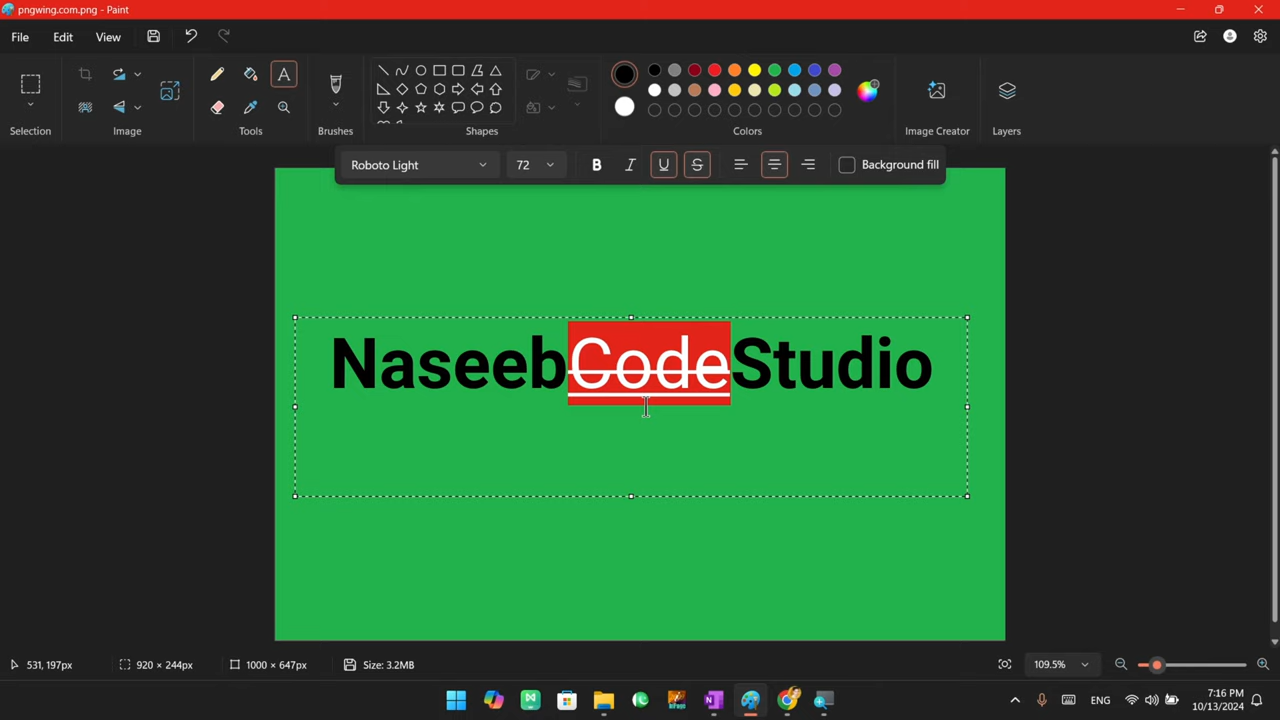 pngwing.com.png - Paint
File Edit View
Selection Image Tools Brushes Shapes Colors Image Creator Layers
Roboto Light 72 B I U S Background fill
NaseebCodeStudio
531, 197px 920 × 244px 1000 × 647px Size: 3.2MB 109.5%
ENG 7:16 PM
10/13/2024